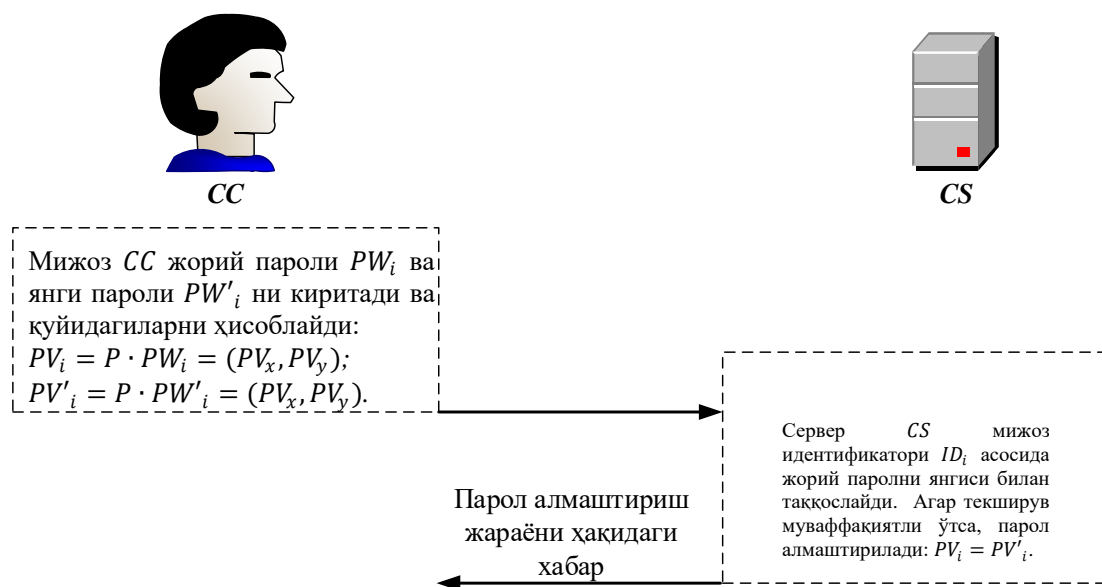 CC
CS
Мижоз CC жорий пароли PW_i ва
янги пароли PW'_i ни киритади ва
қуйидагиларни ҳисоблайди:
PV_i = P · PW_i = (PV_x, PV_y);
PV'_i = P · PW'_i = (PV_x, PV_y).
Сервер CS мижоз
идентификатори ID_i асосида
жорий паролни янгиси билан
таққослайди. Агар текширув
муваффақиятли ўтса, парол
алмаштирилади: PV_i = PV'_i.
Парол алмаштириш
жараёни ҳақидаги
хабар